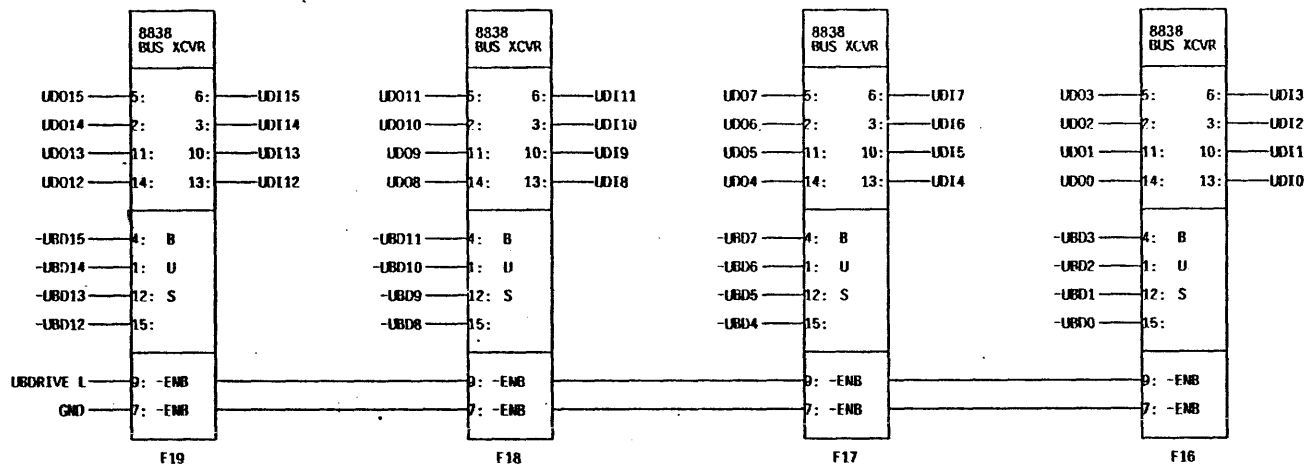 8838 8838 8838 8838
BUS XCVR BUS XCVR BUS XCVR BUS XCVR
UDO15 5: 6: UDI15 UDO11 5: 6: UDI11 UDO7 5: 6: UDI7 UDO3 5: 6: UDI3
UDO14 2: 3: UDI14 UDO10 2: 3: UDI10 UDO6 2: 3: UDI6 UDO2 2: 3: UDI2
UDO13 11: 10: UDI13 UDO9 11: 10: UDI9 UDO5 11: 10: UDI5 UDO1 11: 10: UDI1
UDO12 14: 13: UDI12 UDO8 14: 13: UDI8 UDO4 14: 13: UDI4 UDO0 14: 13: UDI0
-UBD15 4: B -UBD11 4: B -UBD7 4: B -UBD3 4: B
-UBD14 1: U -UBD10 1: U -UBD6 1: U -UBD2 1: U
-UBD13 12: S -UBD9 12: S -UBD5 12: S -UBD1 12: S
-UBD12 15: -UBD8 15: -UBD4 15: -UBD0 15:
UBDRIVE L 9: -ENB 9: -ENB 9: -ENB 9: -ENB
GND 7: -ENB 7: -ENB 7: -ENB 7: -ENB
F19 F18 F17 F16